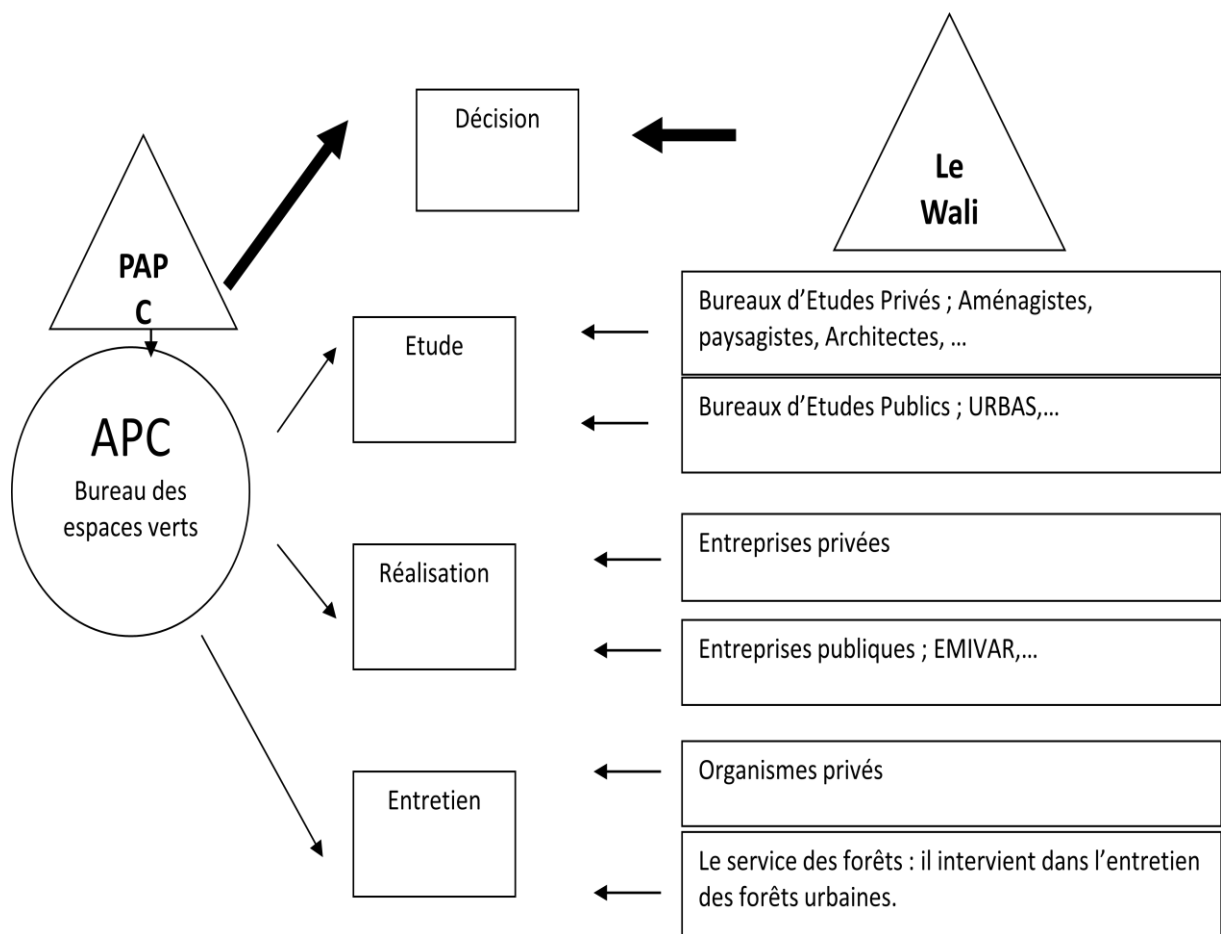 Décision
Le
Wali
PAP
C
Bureaux d’Etudes Privés ; Aménagistes,
paysagistes, Architectes, …
Etude
Bureaux d’Etudes Publics ; URBAS,…
APC
Bureau des
espaces verts
Entreprises privées
Réalisation
Entreprises publiques ; EMIVAR,…
Organismes privés
Entretien
Le service des forêts : il intervient dans l’entretien
des forêts urbaines.